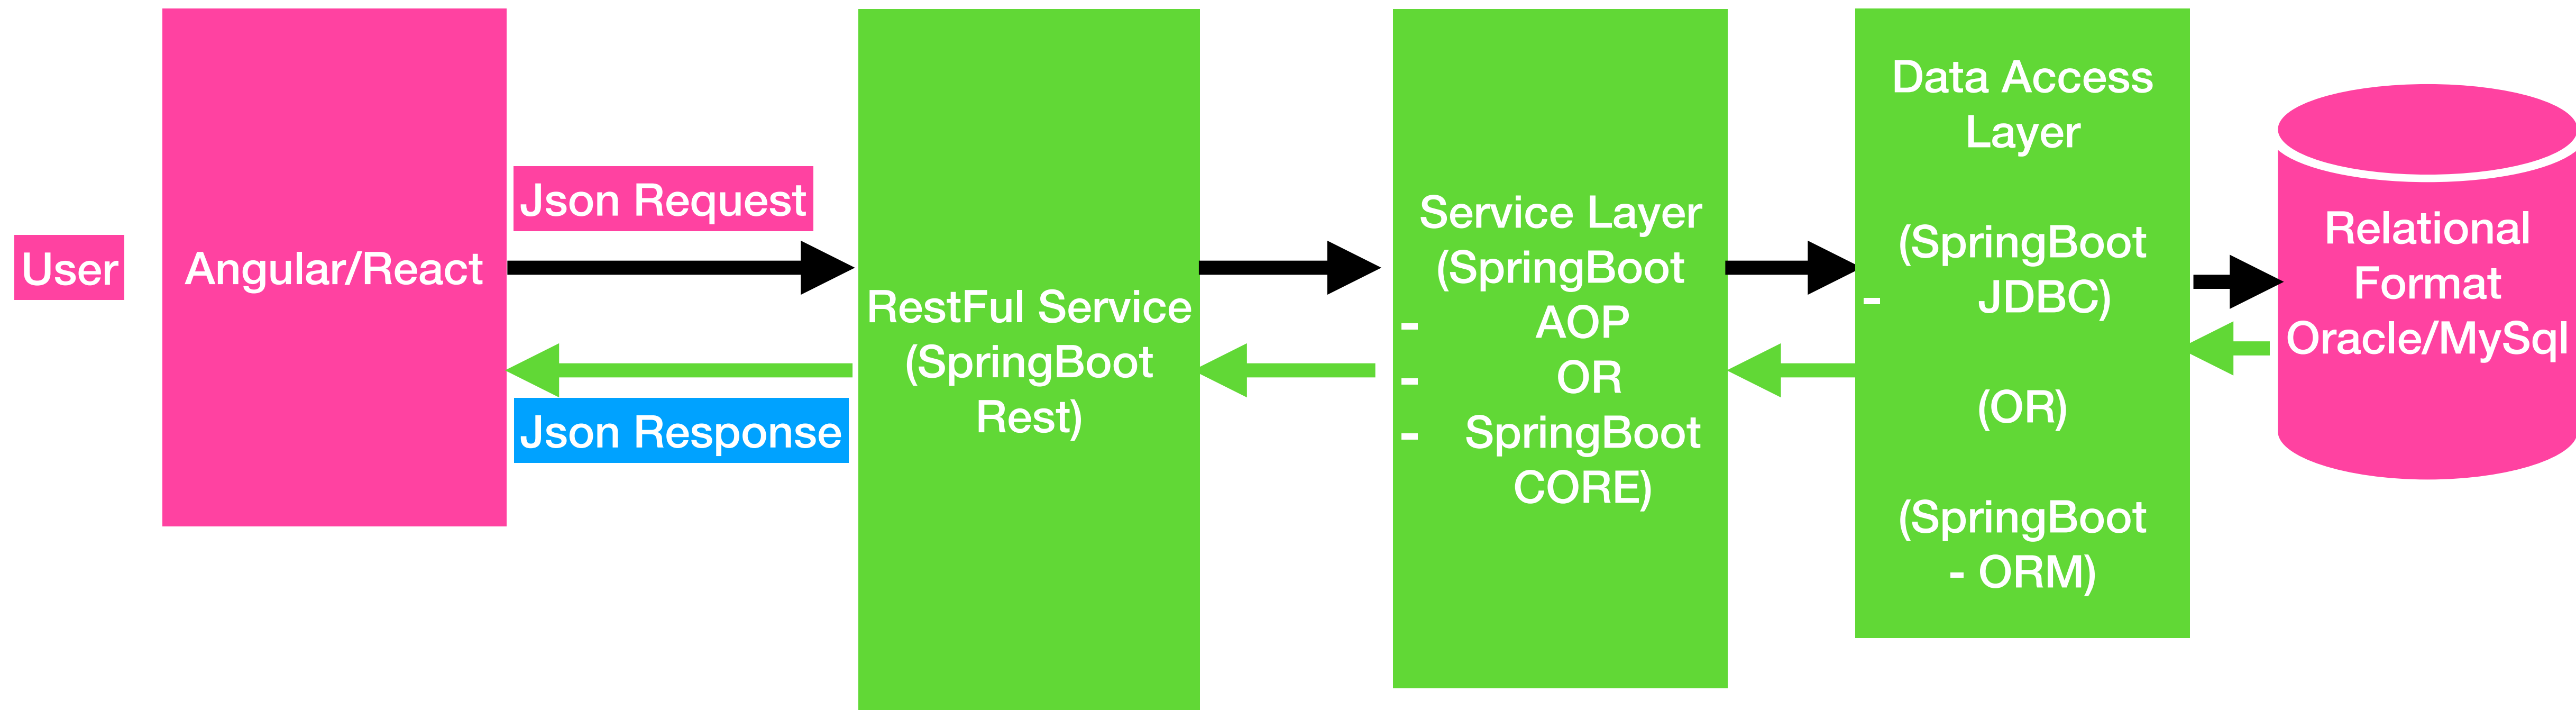 User
Angular/React
Json Request
Json Response
RestFul Service
(SpringBoot
Rest)
Service Layer
(SpringBoot
- AOP
- OR
- SpringBoot
CORE)
Data Access
Layer
(SpringBoot
- JDBC)
(OR)
(SpringBoot
- ORM)
Relational
Format
Oracle/MySql